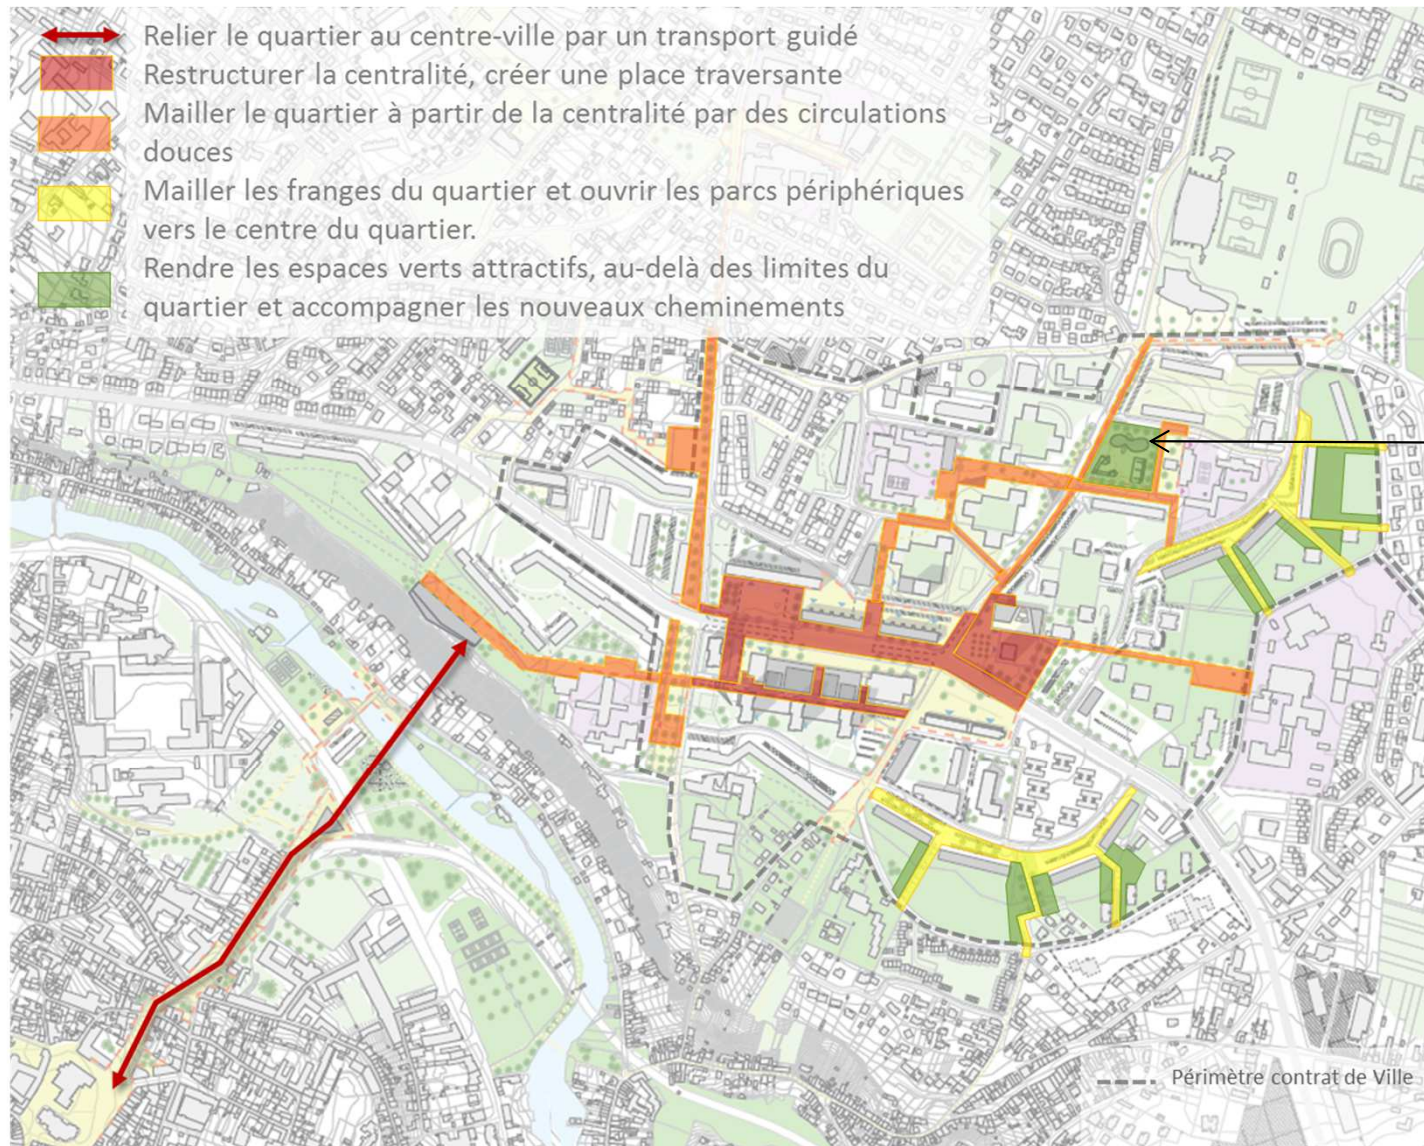 Relier le quartier au centre-ville par un transport guidé
Restructurer la centralité, créer une place traversante
Mailler le quartier à partir de la centralité par des circulations
douces
Mailler les franges du quartier et ouvrir les parcs périphériques
vers le centre du quartier.
Rendre les espaces verts attractifs, au-delà des limites du
quartier et accompagner les nouveaux cheminements
Périmètre contrat de Ville